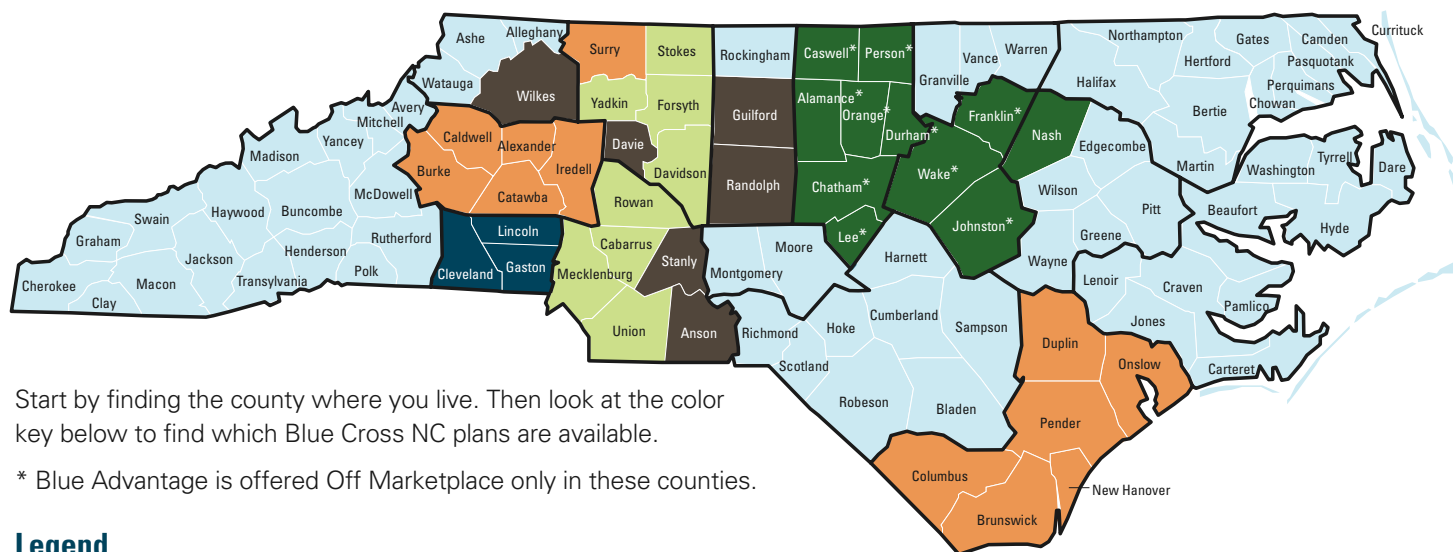 Ashe
Alleghany
Surry
Stokes
Rockingham
Caswell*
Person*
Granville
Vance
Warren
Northampton
Gates
Camden
Currituck
Pasquotank
Hertford
Perquimans
Chowan
Halifax
Bertie
Watauga
Wilkes
Yadkin
Forsyth
Guilford
Alamance*
Orange*
Durham*
Franklin*
Nash
Edgecombe
Martin
Washington
Tyrrell
Dare
Avery
Mitchell
Yancey
Madison
Caldwell
Alexander
Davie
Iredell
Burke
Davidson
Randolph
Chatham*
Wake*
Wilson
Pitt
Beaufort
Hyde
McDowell
Catawba
Rowan
Johnston*
Greene
Swain
Haywood
Buncombe
Lincoln
Cabarrus
Lee*
Harnett
Wayne
Graham
Jackson
Henderson
Rutherford
Cleveland
Gaston
Mecklenburg
Stanly
Montgomery
Moore
Lenoir
Craven
Pamlico
Cherokee
Macon
Transylvania
Polk
Clay
Union
Anson
Richmond
Hoke
Cumberland
Sampson
Duplin
Jones
Onslow
Carteret
Scotland
Robeson
Bladen
Pender
Columbus
Brunswick
New Hanover
Start by finding the county where you live. Then look at the color
key below to find which Blue Cross NC plans are available.
* Blue Advantage is offered Off Marketplace only in these counties.
Legend